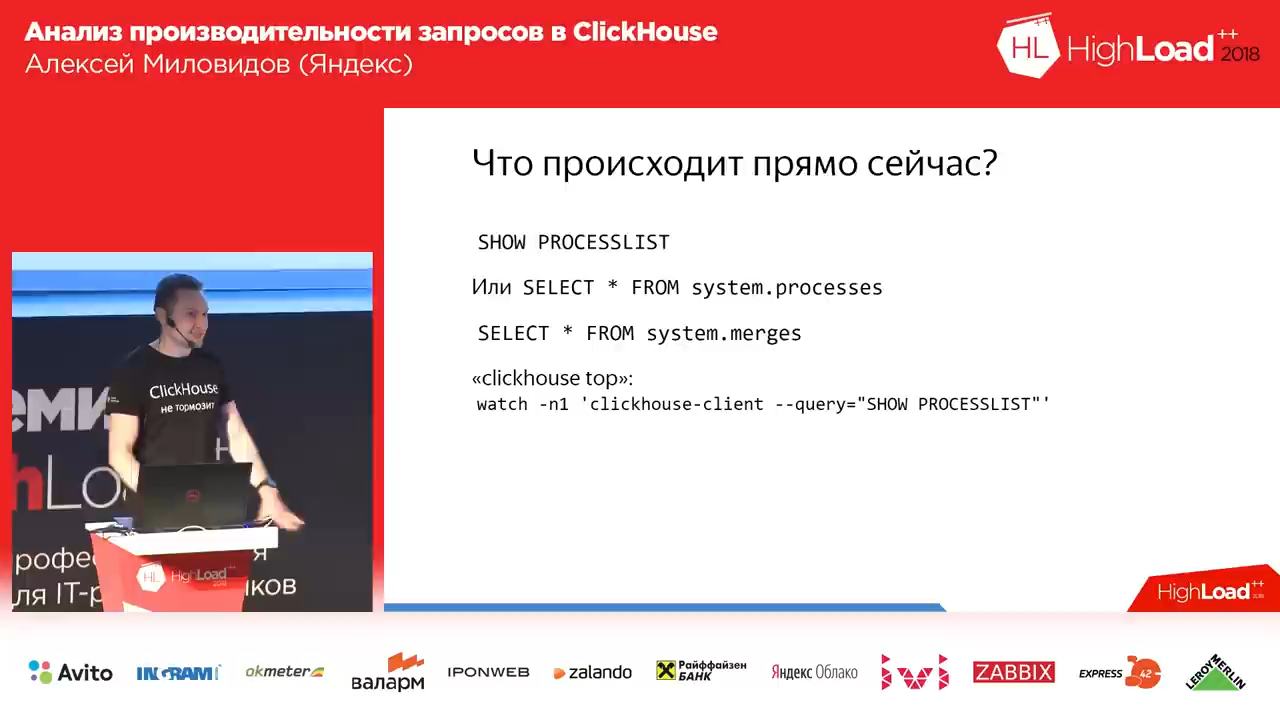 Анализ производительности запросов в ClickHouse
Алексей Миловидов (Яндекс)
HL HighLoad++ 2018
Что происходит прямо сейчас?
SHOW PROCESSLIST
Или SELECT * FROM system.processes
SELECT * FROM system.merges
«clickhouse top»:
watch -n1 'clickhouse-client --query="SHOW PROCESSLIST"'
ClickHouse
не тормозит
HL HighLoad++
HighLoad++
Avito
INGRAM
okmeter
ВАЛАРМ
IPONWEB
zalando
Райффайзен
БАНК
Яндекс Облако
ivi
ZABBIX
EXPRESS 42
LEROY MERLIN